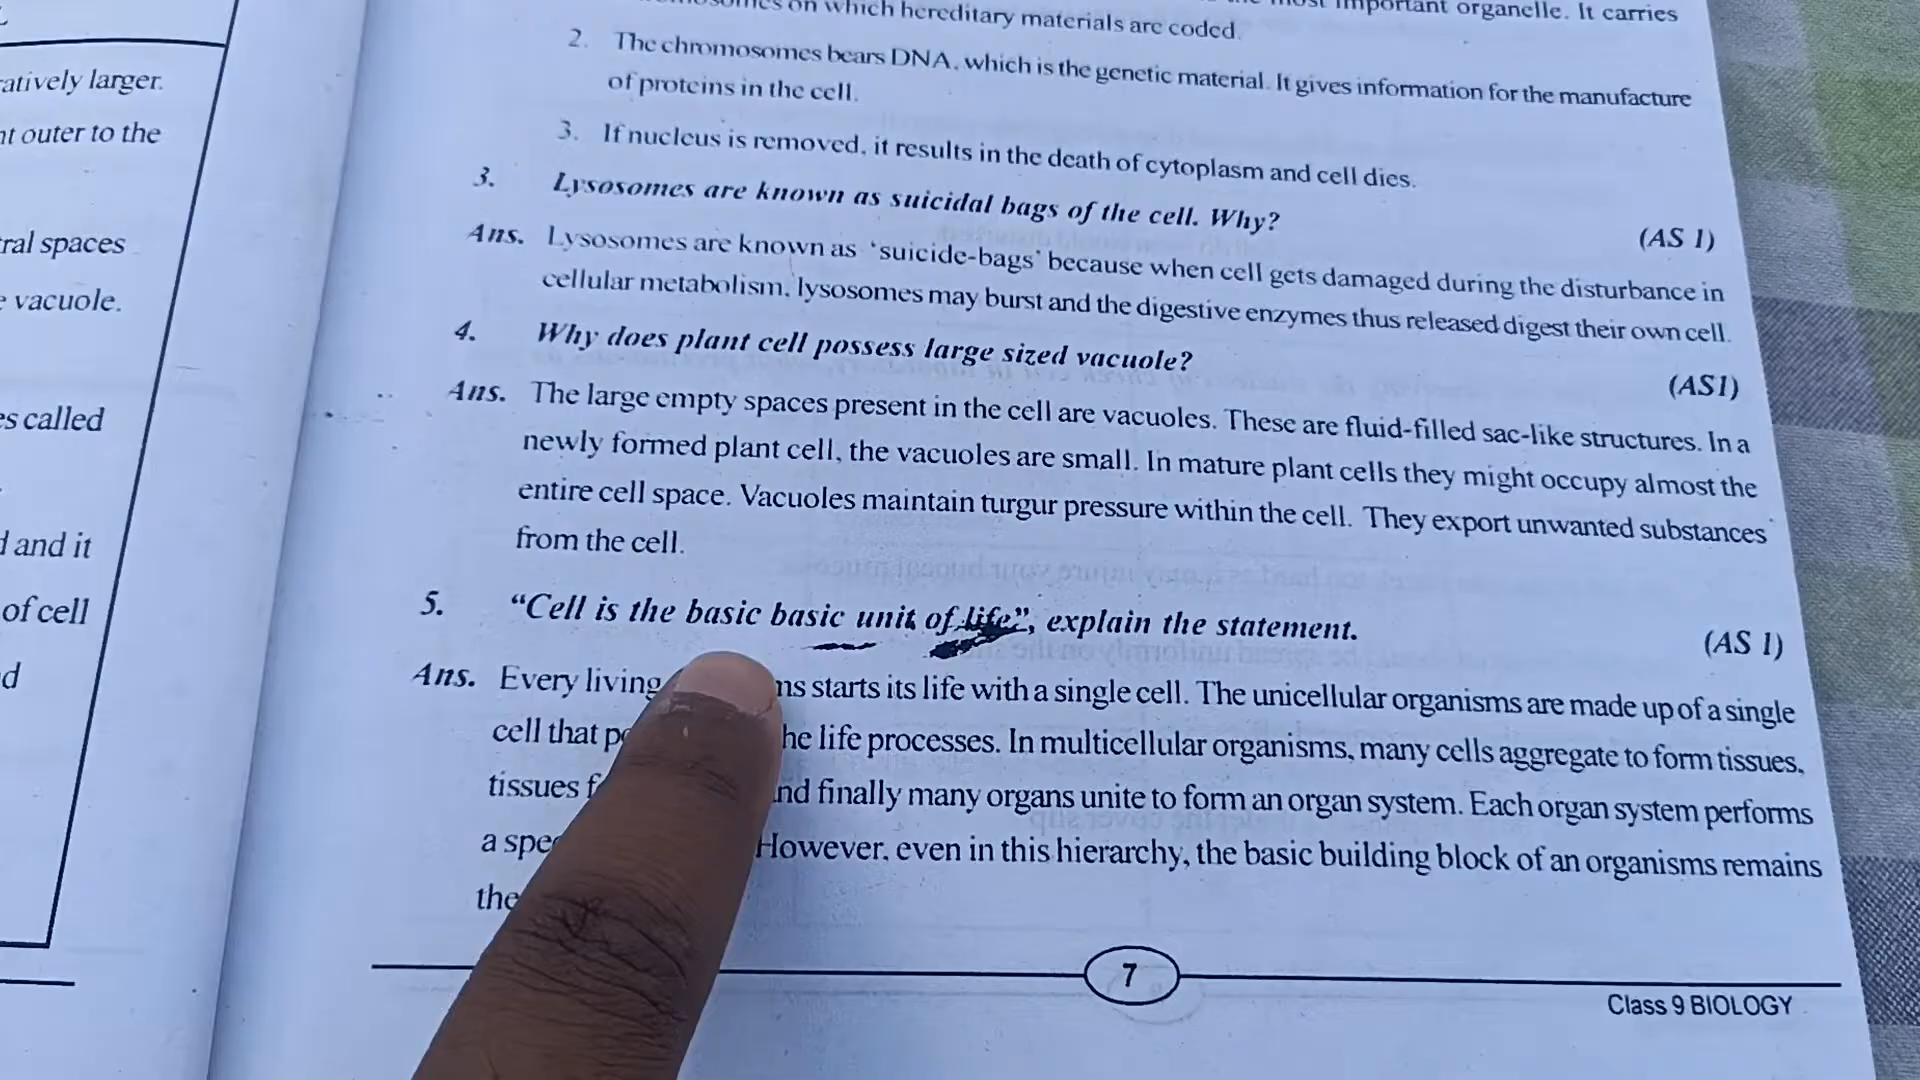 atively larger.
outer to the
ral spaces
vacuole.
called
and it
of cell
on which hereditary materials are coded.
important organelle. It carries
2. The chromosomes bears DNA, which is the genetic material. It gives information for the manufacture
of proteins in the cell.
3. If nucleus is removed, it results in the death of cytoplasm and cell dies.
3. Lysosomes are known as suicidal bags of the cell. Why? (AS 1)
Ans. Lysosomes are known as 'suicide-bags' because when cell gets damaged during the disturbance in
cellular metabolism, lysosomes may burst and the digestive enzymes thus released digest their own cell.
4. Why does plant cell possess large sized vacuole? (AS1)
Ans. The large empty spaces present in the cell are vacuoles. These are fluid-filled sac-like structures. In a
newly formed plant cell, the vacuoles are small. In mature plant cells they might occupy almost the
entire cell space. Vacuoles maintain turgur pressure within the cell. They export unwanted substances
from the cell.
5. “Cell is the basic basic unit of life”, explain the statement. (AS 1)
Ans. Every living ns starts its life with a single cell. The unicellular organisms are made up of a single
cell that he life processes. In multicellular organisms, many cells aggregate to form tissues,
tissues nd finally many organs unite to form an organ system. Each organ system performs
a However, even in this hierarchy, the basic building block of an organisms remains
the
7
Class 9 BIOLOGY